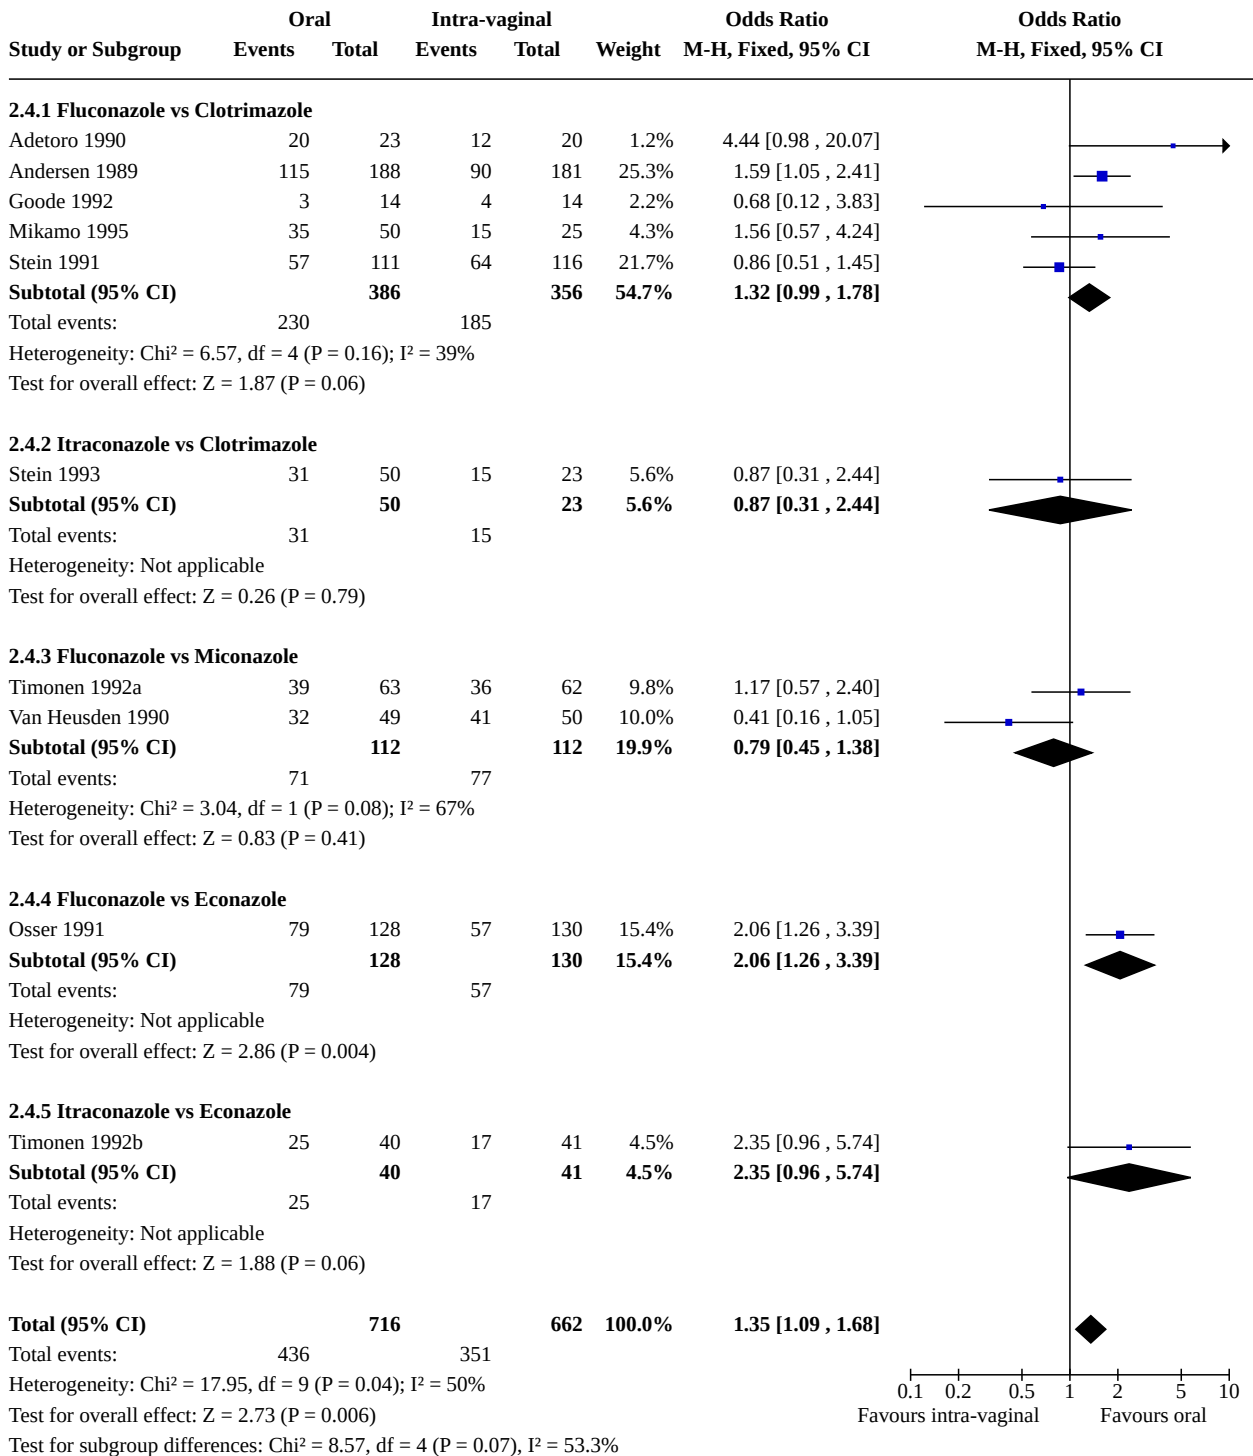 Oral Intra-vaginal Odds Ratio Odds Ratio
Study or Subgroup Events Total Events Total Weight M-H, Fixed, 95% CI M-H, Fixed, 95% CI
2.4.1 Fluconazole vs Clotrimazole
Adetoro 1990 20 23 12 20 1.2% 4.44 [0.98 , 20.07]
Andersen 1989 115 188 90 181 25.3% 1.59 [1.05 , 2.41]
Goode 1992 3 14 4 14 2.2% 0.68 [0.12 , 3.83]
Mikamo 1995 35 50 15 25 4.3% 1.56 [0.57 , 4.24]
Stein 1991 57 111 64 116 21.7% 0.86 [0.51 , 1.45]
Subtotal (95% CI) 386 356 54.7% 1.32 [0.99 , 1.78]
Total events: 230 185
Heterogeneity: Chi² = 6.57, df = 4 (P = 0.16); I² = 39%
Test for overall effect: Z = 1.87 (P = 0.06)
2.4.2 Itraconazole vs Clotrimazole
Stein 1993 31 50 15 23 5.6% 0.87 [0.31 , 2.44]
Subtotal (95% CI) 50 23 5.6% 0.87 [0.31 , 2.44]
Total events: 31 15
Heterogeneity: Not applicable
Test for overall effect: Z = 0.26 (P = 0.79)
2.4.3 Fluconazole vs Miconazole
Timonen 1992a 39 63 36 62 9.8% 1.17 [0.57 , 2.40]
Van Heusden 1990 32 49 41 50 10.0% 0.41 [0.16 , 1.05]
Subtotal (95% CI) 112 112 19.9% 0.79 [0.45 , 1.38]
Total events: 71 77
Heterogeneity: Chi² = 3.04, df = 1 (P = 0.08); I² = 67%
Test for overall effect: Z = 0.83 (P = 0.41)
2.4.4 Fluconazole vs Econazole
Osser 1991 79 128 57 130 15.4% 2.06 [1.26 , 3.39]
Subtotal (95% CI) 128 130 15.4% 2.06 [1.26 , 3.39]
Total events: 79 57
Heterogeneity: Not applicable
Test for overall effect: Z = 2.86 (P = 0.004)
2.4.5 Itraconazole vs Econazole
Timonen 1992b 25 40 17 41 4.5% 2.35 [0.96 , 5.74]
Subtotal (95% CI) 40 41 4.5% 2.35 [0.96 , 5.74]
Total events: 25 17
Heterogeneity: Not applicable
Test for overall effect: Z = 1.88 (P = 0.06)
Total (95% CI) 716 662 100.0% 1.35 [1.09 , 1.68]
Total events: 436 351
Heterogeneity: Chi² = 17.95, df = 9 (P = 0.04); I² = 50%
0.1 0.2 0.5 1 2 5 10
Test for overall effect: Z = 2.73 (P = 0.006) Favours intra-vaginal Favours oral
Test for subgroup differences: Chi² = 8.57, df = 4 (P = 0.07), I² = 53.3%